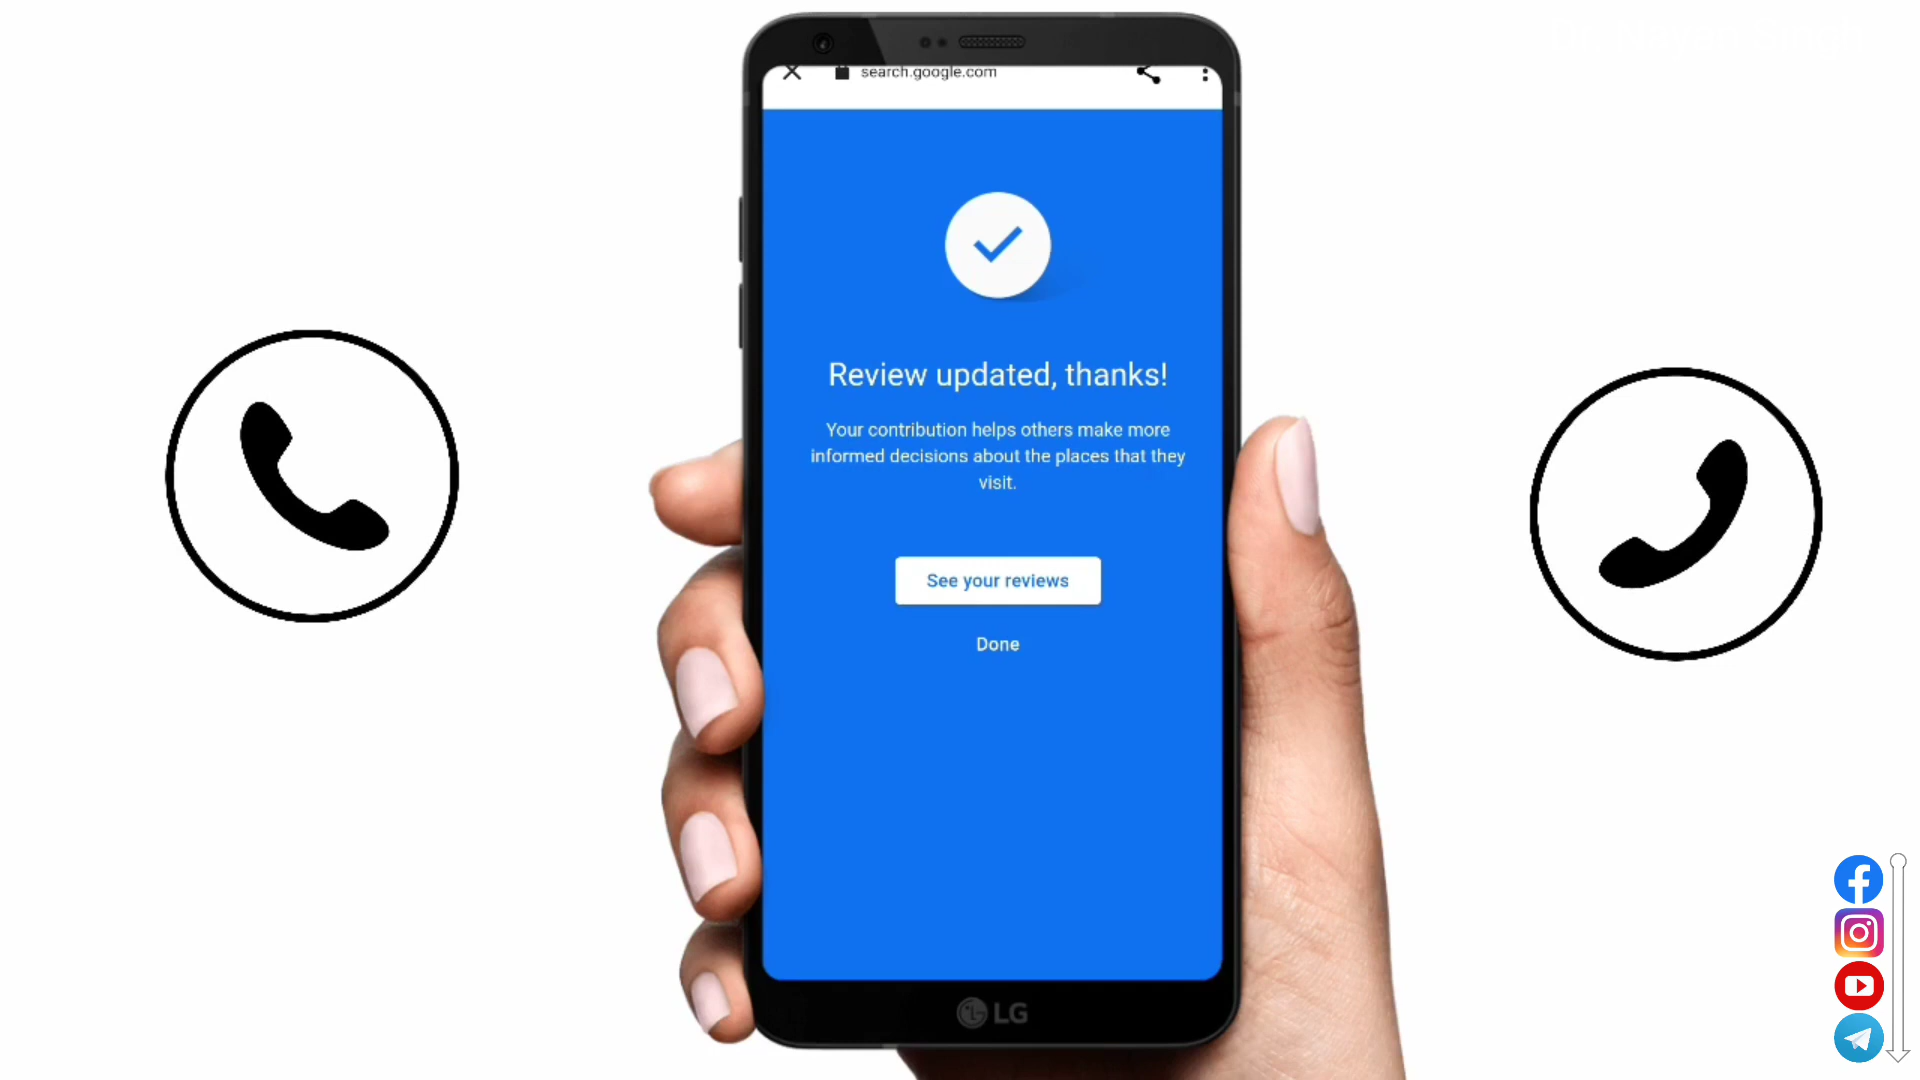 search.google.com
Review updated, thanks!
Your contribution helps others make more
informed decisions about the places that they
visit.
See your reviews
Done
LG